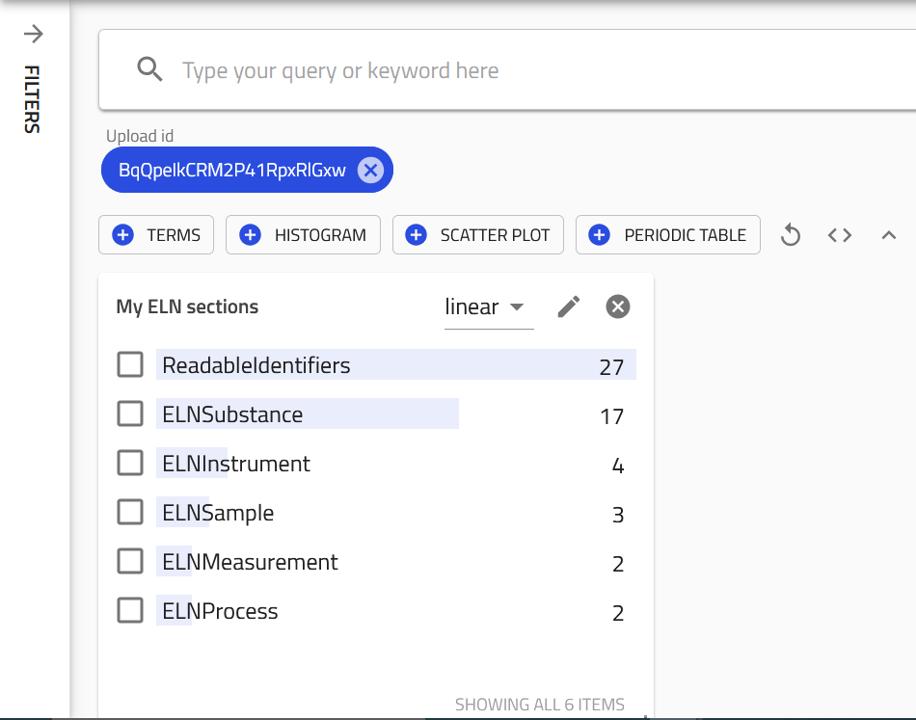 FILTERS
Type your query or keyword here
Upload id
BqQpelkCRM2P41RpxRlGxw
TERMS HISTOGRAM SCATTER PLOT PERIODIC TABLE
My ELN sections linear
ReadableIdentifiers 27
ELNSubstance 17
ELNInstrument 4
ELNSample 3
ELNMeasurement 2
ELNProcess 2
SHOWING ALL 6 ITEMS